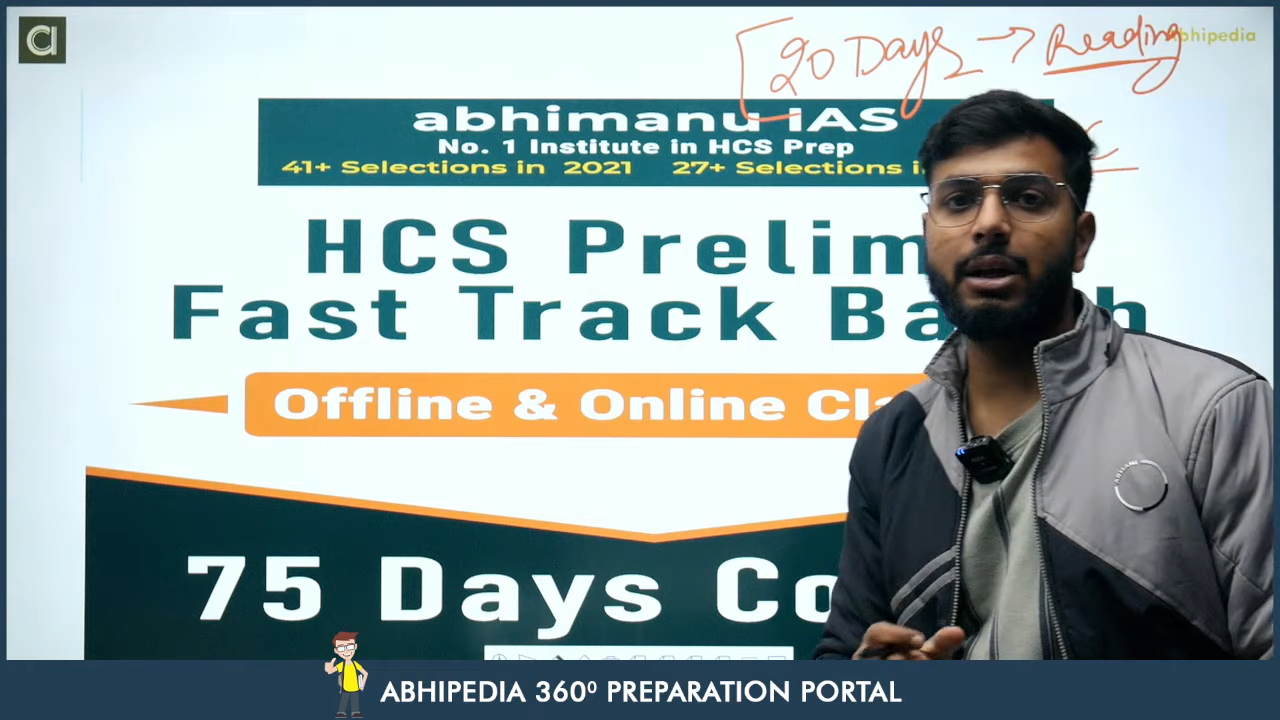 20 Days → Reading
abhipedia
abhimanu IAS
No. 1 Institute in HCS Prep
41+ Selections in 2021 27+ Selections
HCS Prelim
Fast Track Ba h
Offline & Online Cla
75 Days Co
ABHIPEDIA 360⁰ PREPARATION PORTAL